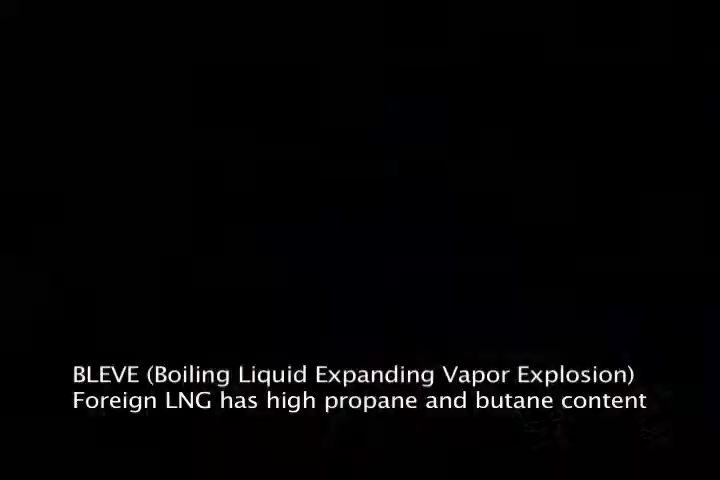 BLEVE (Boiling Liquid Expanding Vapor Explosion)
Foreign LNG has high propane and butane content